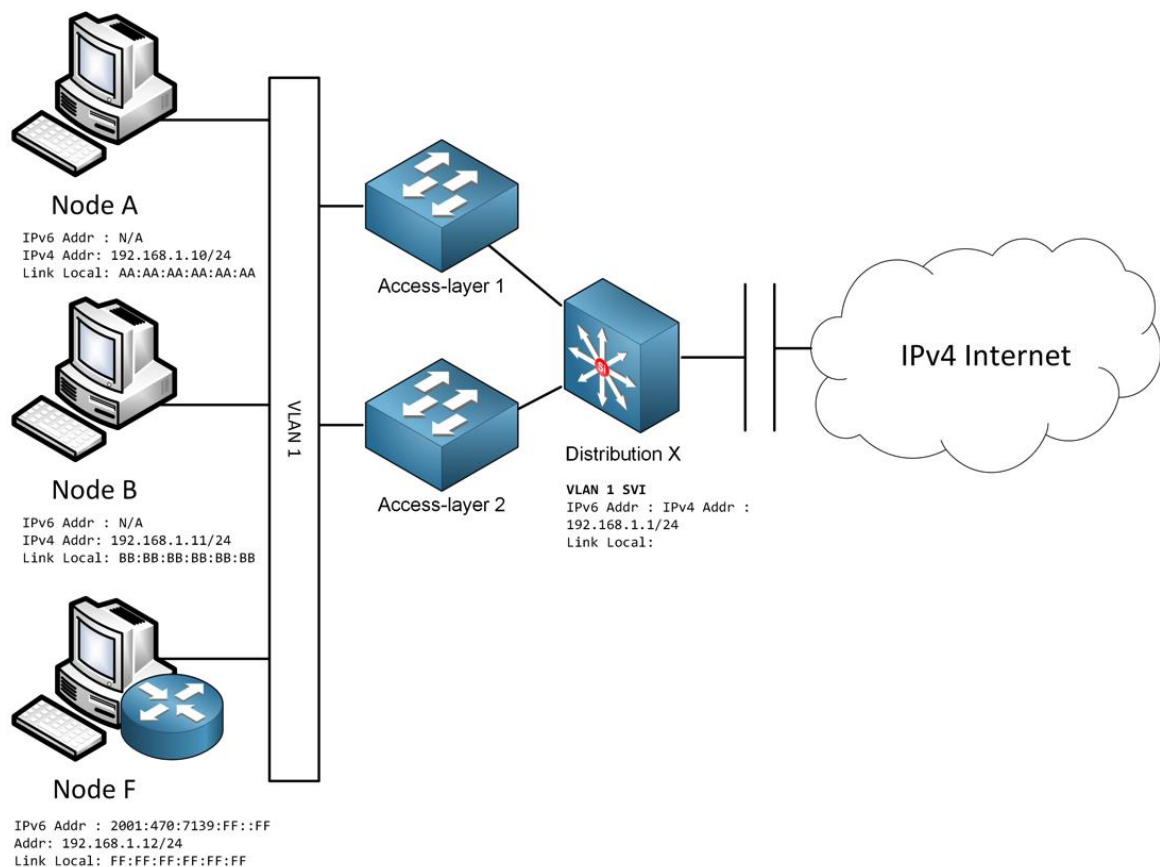 Node A
IPv6 Addr : N/A
IPv4 Addr: 192.168.1.10/24
Link Local: AA:AA:AA:AA:AA:AA
Node B
IPv6 Addr : N/A
IPv4 Addr: 192.168.1.11/24
Link Local: BB:BB:BB:BB:BB:BB
Node F
IPv6 Addr : 2001:470:7139:FF::FF
Addr: 192.168.1.12/24
Link Local: FF:FF:FF:FF:FF:FF
VLAN 1
Access-layer 1
Access-layer 2
Si
Distribution X
VLAN 1 SVI
IPv6 Addr : IPv4 Addr :
192.168.1.1/24
Link Local:
IPv4 Internet